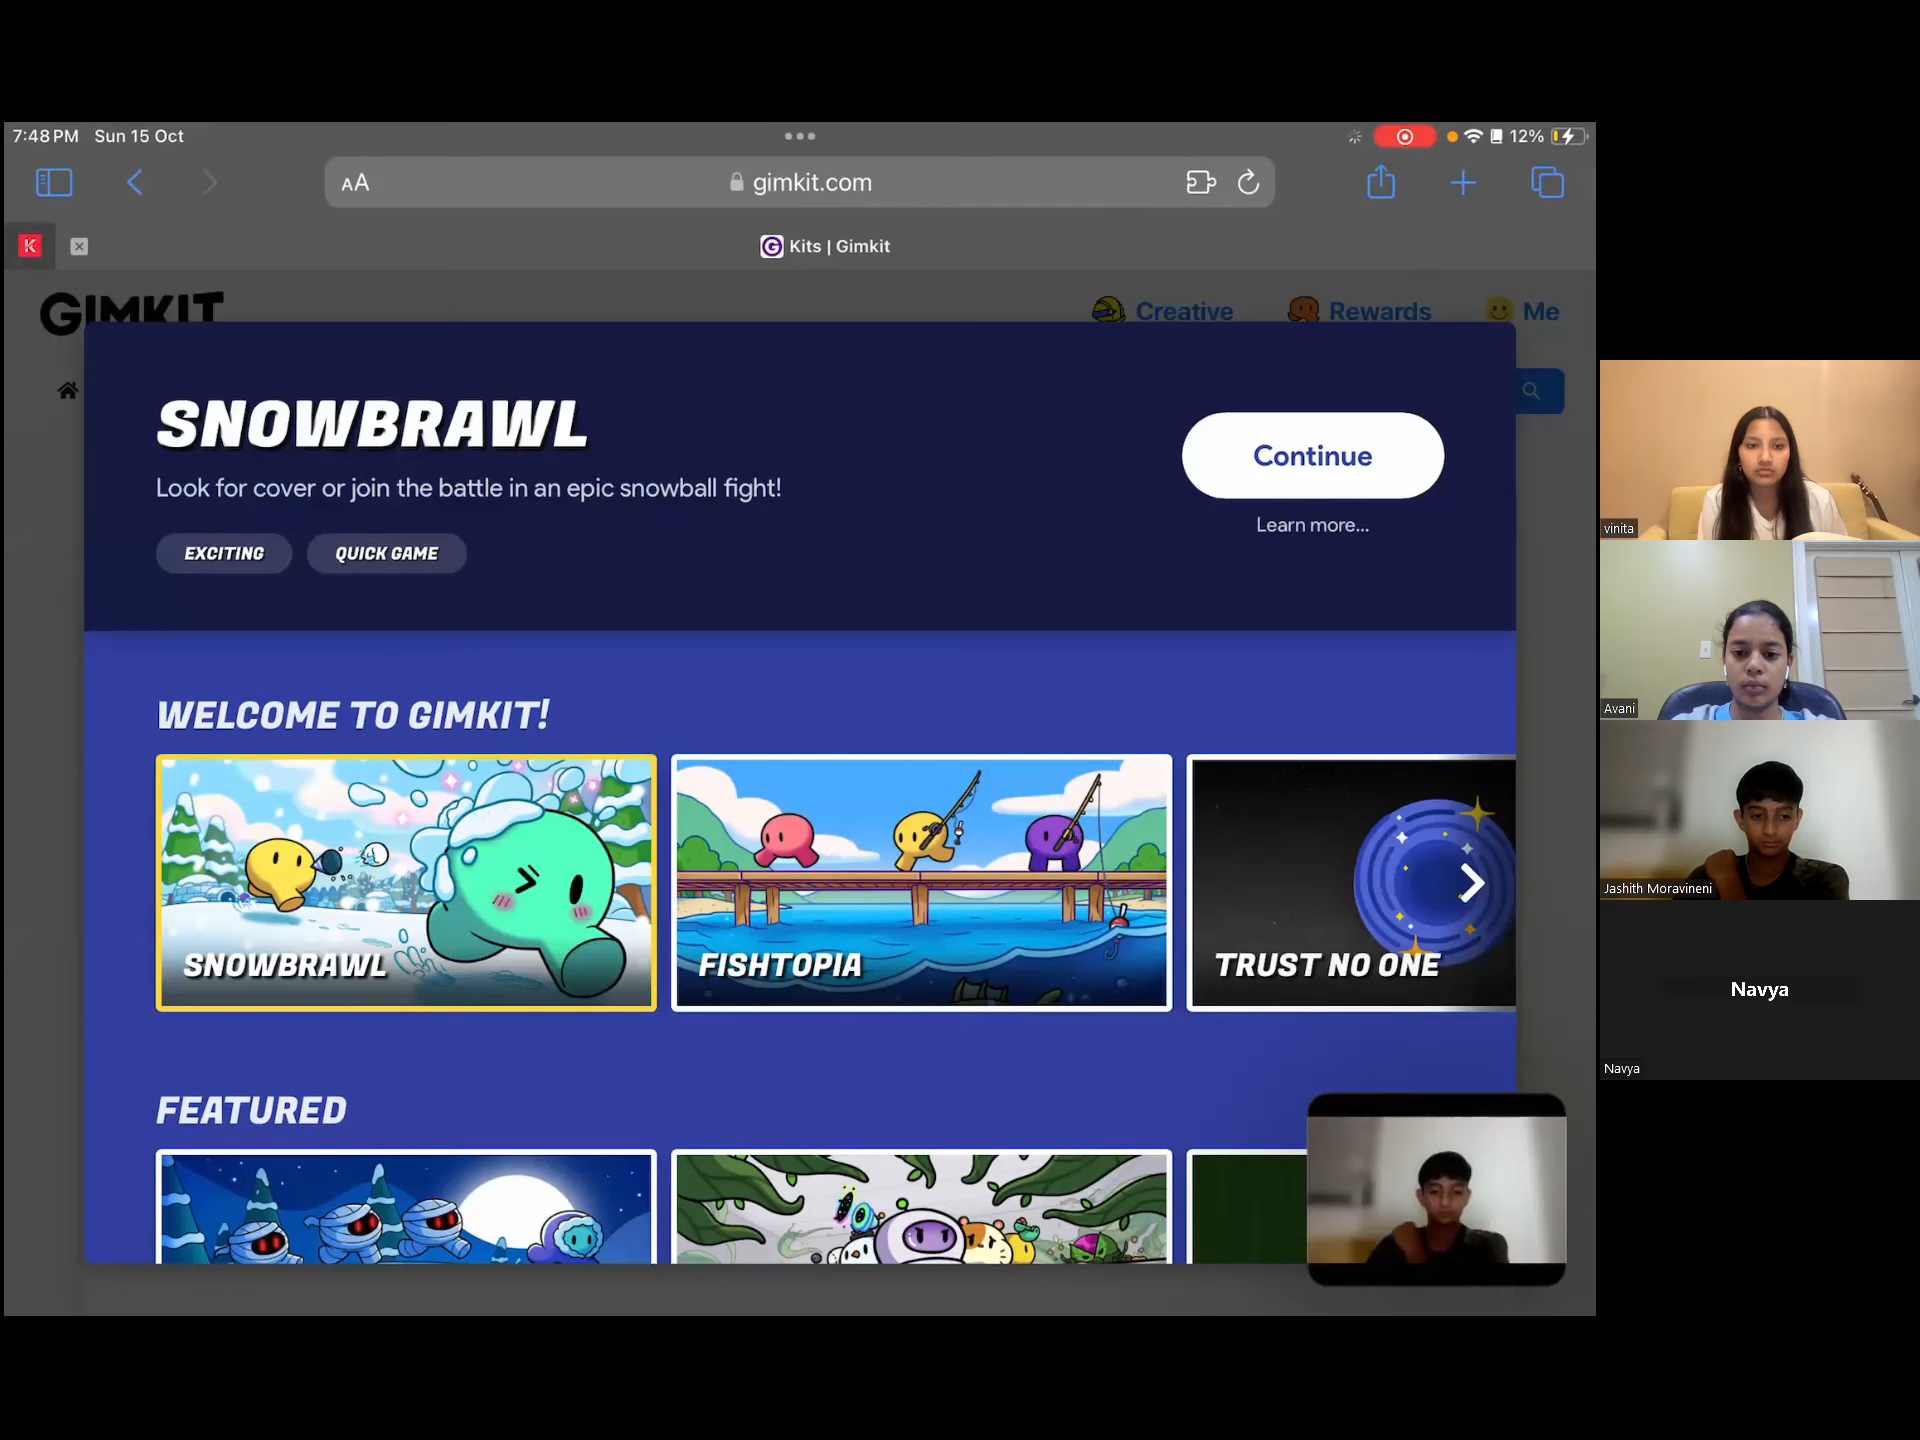 7:48 PM Sun 15 Oct
12%
AA
gimkit.com
K
Kits | Gimkit
GIMKIT
Creative
Rewards
Me
SNOWBRAWL
Look for cover or join the battle in an epic snowball fight!
EXCITING
QUICK GAME
Continue
Learn more...
WELCOME TO GIMKIT!
SNOWBRAWL
FISHTOPIA
TRUST NO ONE
FEATURED
vinita
Avani
Jashith Moravineni
Navya
Navya